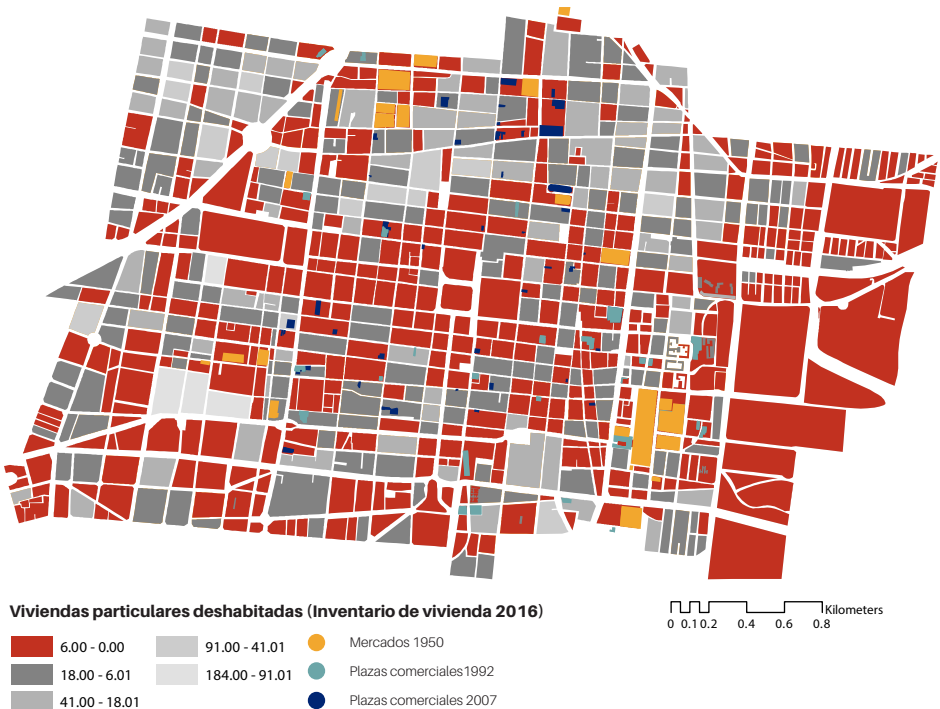 Viviendas particulares deshabitadas (Inventario de vivienda 2016)
6.00 - 0.00
18.00 - 6.01
41.00 - 18.01
91.00 - 41.01
184.00 - 91.01
Mercados 1950
Plazas comerciales1992
Plazas comerciales 2007
Kilometers
0 0.1 0.2 0.4 0.6 0.8